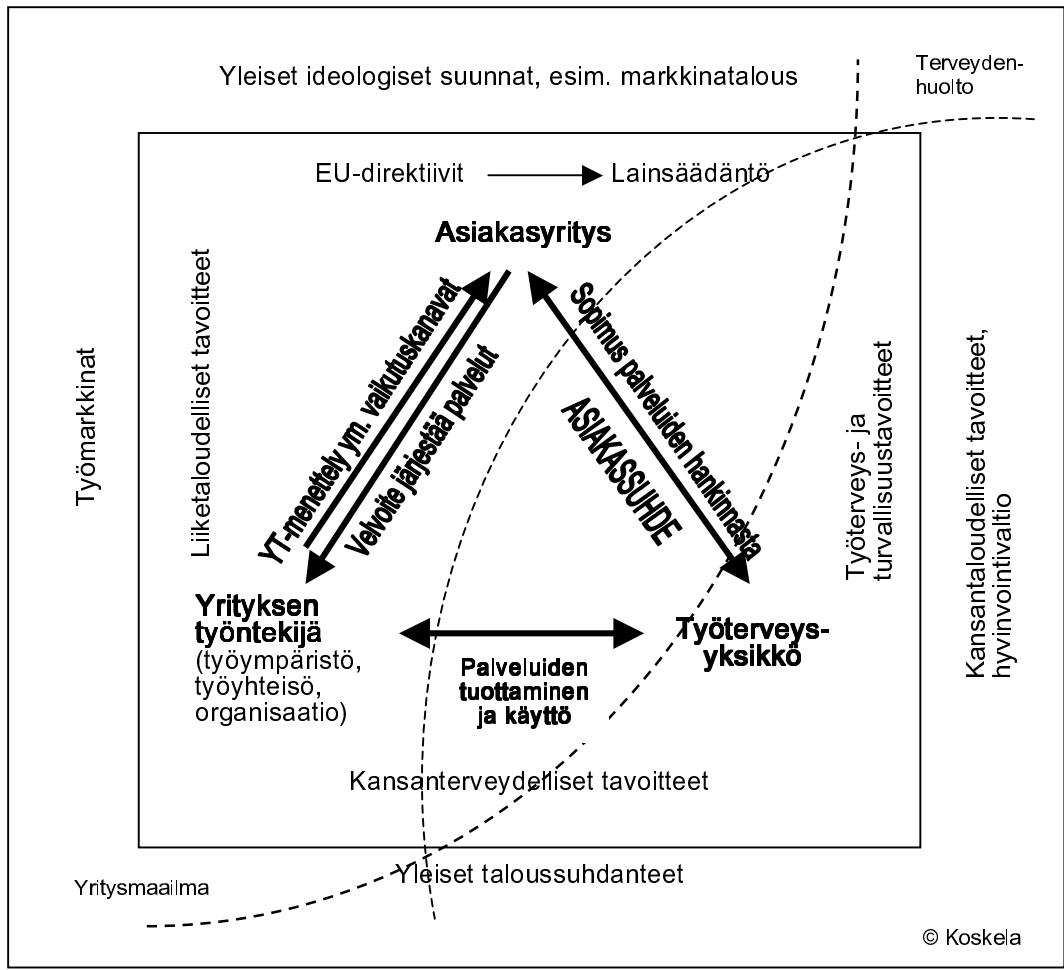 Yleiset ideologiset suunnat, esim. markkinatalous
Terveyden-
huolto
EU-direktiivit
Lainsäädäntö
Asiakasyritys
Työmarkkinat
Liiketaloudelliset tavoitteet
YT-menettely ym. vaikutuskanavat
Velvoite järjestää palvelut
Sopimus palveluiden hankinnasta
ASIAKASSUHDE
Työterveys- ja
turvallisuustavoitteet
Kansantaloudelliset tavoitteet,
hyvinvointivaltio
Yrityksen
työntekijä
(työympäristö,
työyhteisö,
organisaatio)
Palveluiden
tuottaminen
ja käyttö
Työterveys-
yksikkö
Kansanterveydelliset tavoitteet
Yleiset taloussuhdanteet
Yritysmaailma
© Koskela